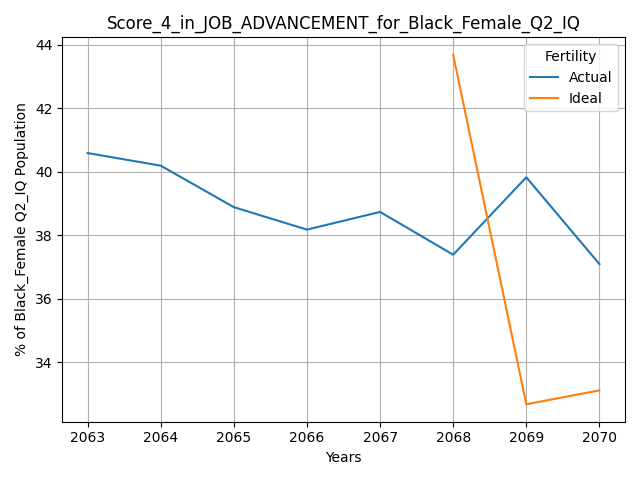 Score_4_in_JOB_ADVANCEMENT_for_Black_Female_Q2_IQ
Fertility
Actual
Ideal
% of Black_Female Q2_IQ Population
44
42
40
38
36
34
2063 2064 2065 2066 2067 2068 2069 2070
Years